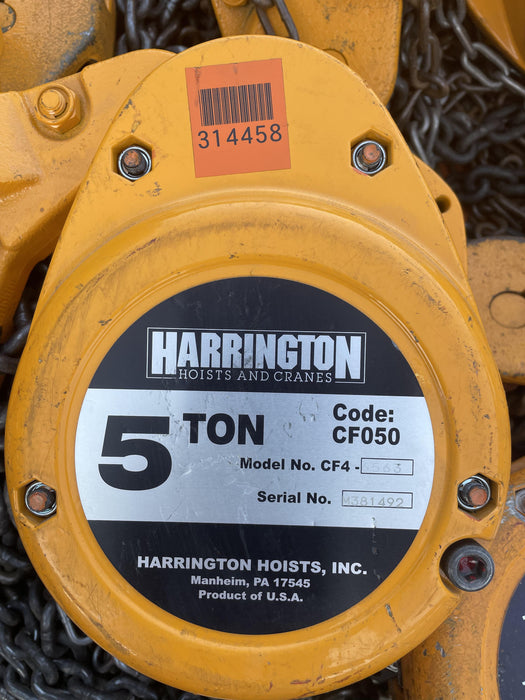 314458
HARRINGTON
HOISTS AND CRANES
5 TON
Code:
CF050
Model No. CF4 -
Serial No. M381492
HARRINGTON HOISTS, INC.
Manheim, PA 17545
Product of U.S.A.